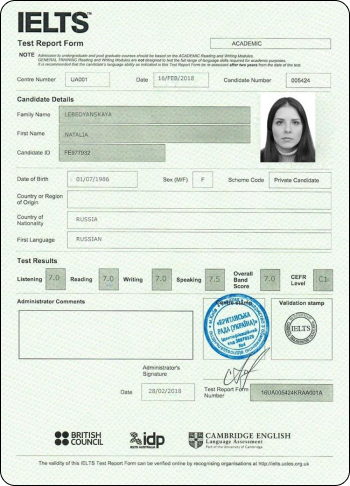 IELTS™
Test Report Form
ACADEMIC
NOTE Admission to undergraduate and post graduate courses should be based on the ACADEMIC Reading and Writing Modules.
GENERAL TRAINING Reading and Writing Modules are not designed to test the full range of language skills required for academic purposes.
It is recommended that the candidate's language ability as indicated in this Test Report Form be re-assessed after two years from the date of the test.
Centre Number
UA001
Date
16/FEB/2018
Candidate Number
005424
Candidate Details
Family Name
LEBEDYANSKAYA
First Name
NATALIA
Candidate ID
Date of Birth
01/07/1986
Sex (M/F)
F
Scheme Code
Private Candidate
Country or Region
of Origin
Country of
Nationality
RUSSIA
First Language
RUSSIAN
Test Results
Listening
7.0
Reading
7.0
Writing
7.0
Speaking
7.5
Overall
Band
Score
7.0
CEFR
Level
C1
Administrator Comments
Centre stamp
Validation stamp
БРИТАНСЬКА
РАДА (УКРАЇНА)
IELTS
Administrator's
Signature
Date
28/02/2018
Test Report Form
Number
16UA005424KRAA001A
BRITISH
COUNCIL
idp
IELTS AUSTRALIA
CAMBRIDGE ENGLISH
Language Assessment
Part of the University of Cambridge
The validity of this IELTS Test Report Form can be verified online by recognising organisations at http://ielts.ucles.org.uk